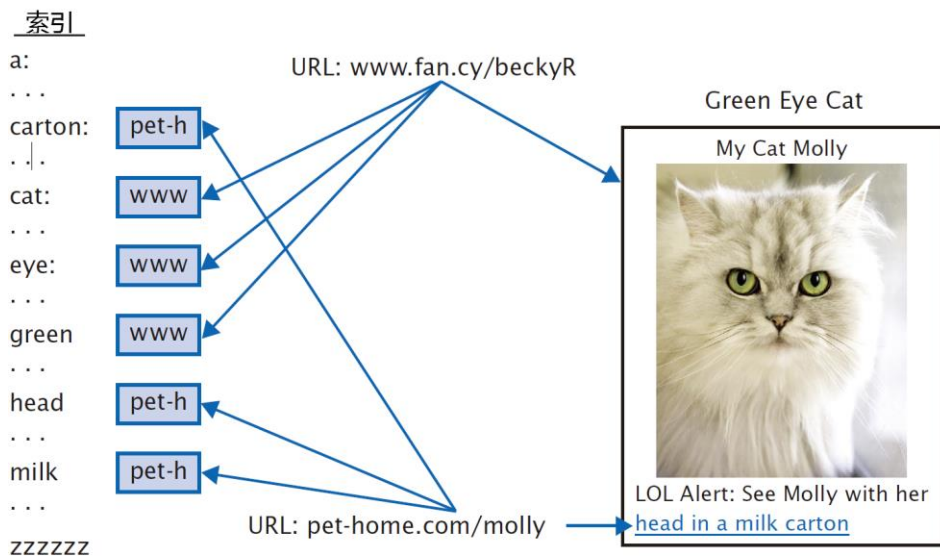 索引
a:
. . .
carton: pet-h
. . .
cat: www
. . .
eye: www
. . .
green www
. . .
head pet-h
. . .
milk pet-h
. . .
zzzzzz
URL: www.fan.cy/beckyR
URL: pet-home.com/molly
Green Eye Cat
My Cat Molly
LOL Alert: See Molly with her
head in a milk carton